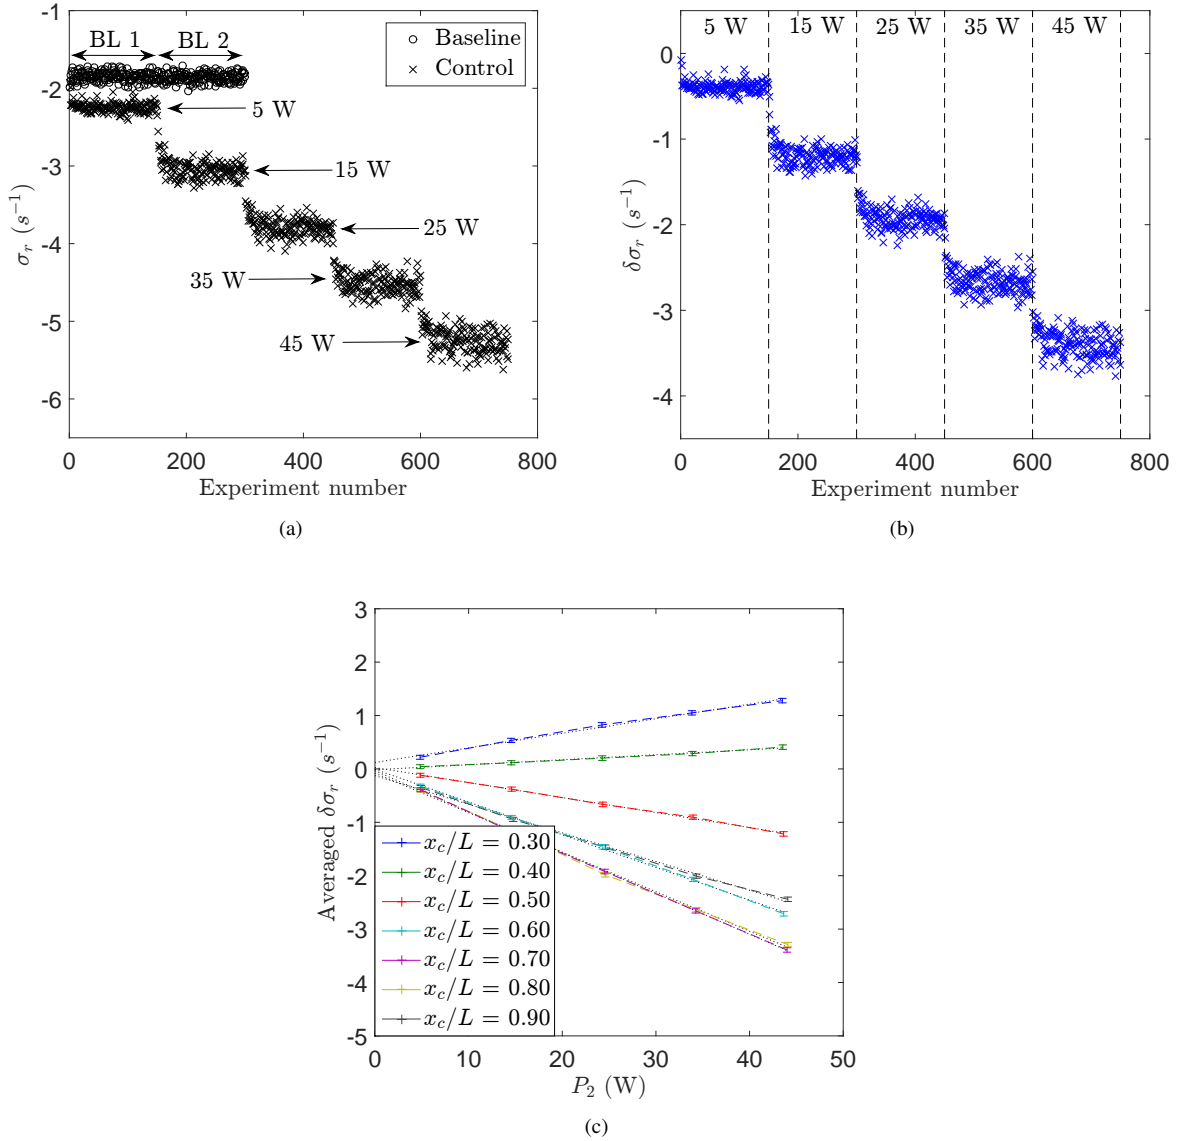 -1
-2
-3
-4
-5
-6
σr (s−1)
BL 1
BL 2
Baseline
Control
5 W
15 W
25 W
35 W
45 W
0
200
400
600
800
Experiment number
(a)
0
-1
-2
-3
-4
δσr (s−1)
5 W
15 W
25 W
35 W
45 W
0
200
400
600
800
Experiment number
(b)
3
2
1
0
-1
-2
-3
-4
-5
Averaged δσr (s−1)
xc/L = 0.30
xc/L = 0.40
xc/L = 0.50
xc/L = 0.60
xc/L = 0.70
xc/L = 0.80
xc/L = 0.90
0
10
20
30
40
50
P2 (W)
(c)